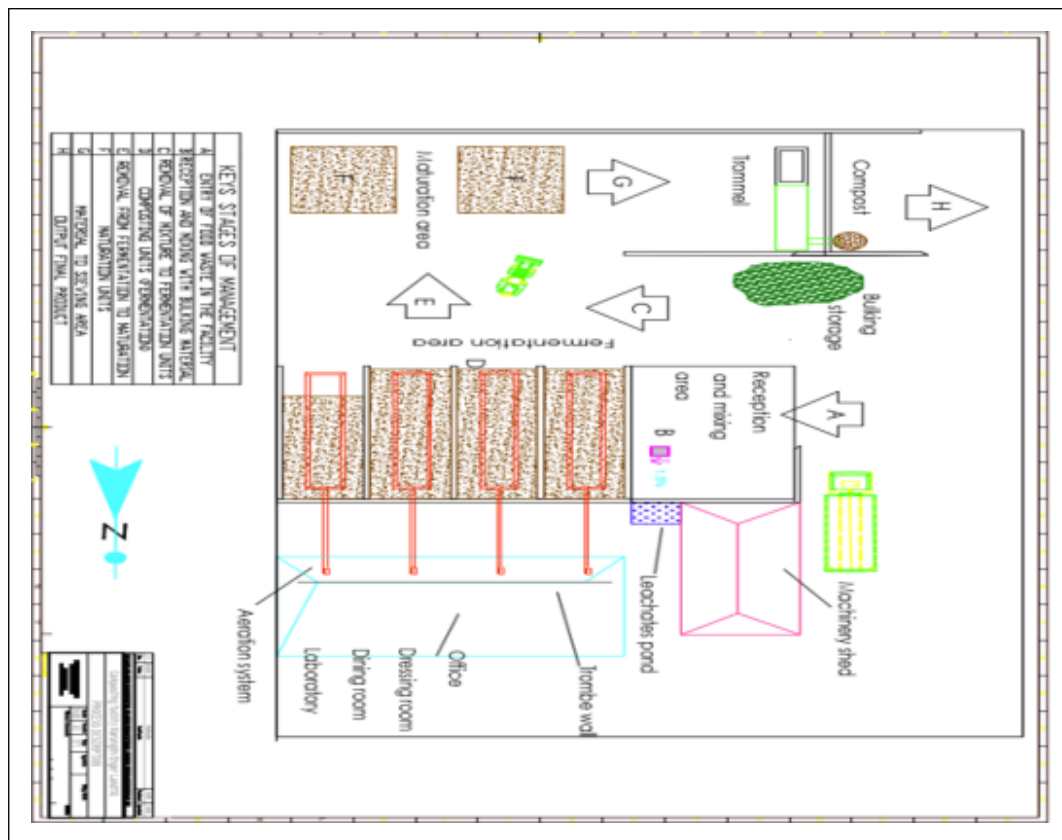 H
Compost
Bulking
storage
A
Machinery shed
Trommel
Reception
and mixing
area
B
Leachates pond
C
G
Trombe wall
F
E
Fermentation area
D
Office
Dressing room
Maturation area
F
Dining room
Laboratory
Aeration system
KEYS STAGES OF MANAGEMENT
A ENTRY OF FOOD WASTE IN THE FACILITY
B RECEPTION AND MIXING WITH BULKING MATERIAL
C REMOVAL OF MIXTURE TO FERMENTATION UNITS
D COMPOSTING UNITS (FERMENTATION)
E REMOVAL FROM FERMENTATION TO MATURATION
F MATURATION UNITS
G MATERIAL TO SIEVING AREA
H OUTPUT FINAL PRODUCT
N
PROCESS DESCRIPTION